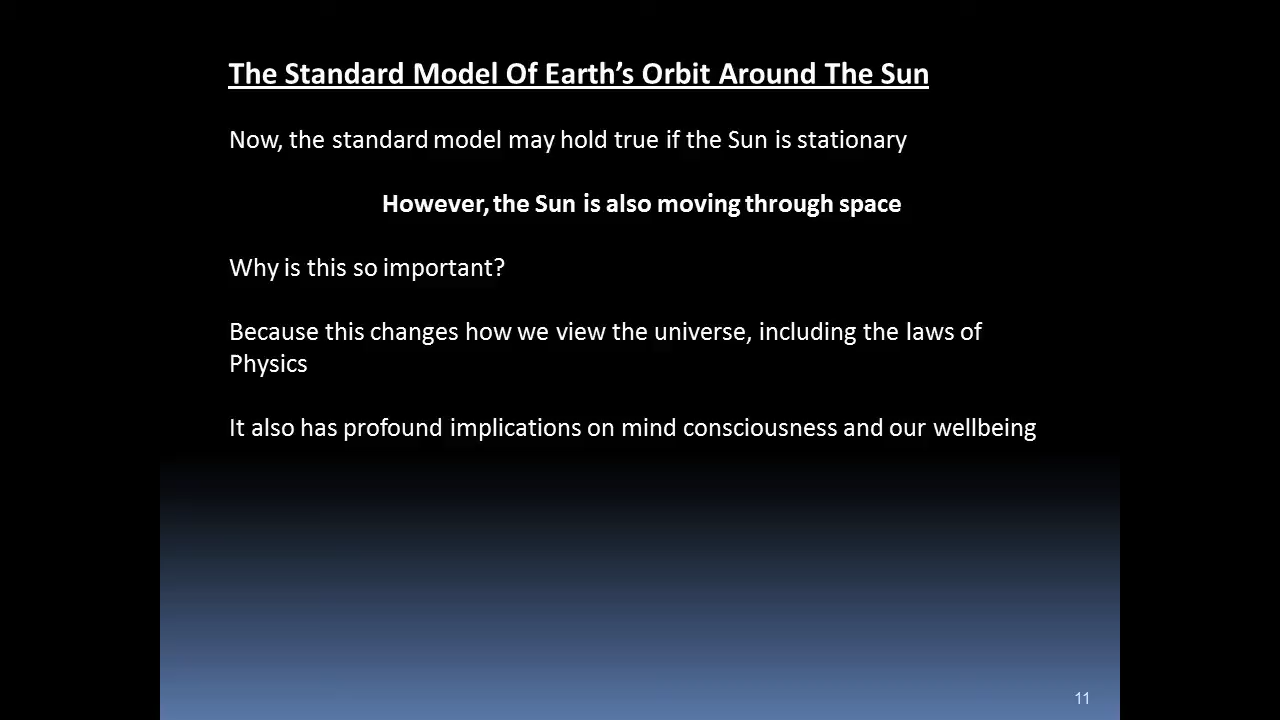 The Standard Model Of Earth's Orbit Around The Sun
Now, the standard model may hold true if the Sun is stationary
However, the Sun is also moving through space
Why is this so important?
Because this changes how we view the universe, including the laws of
Physics
It also has profound implications on mind consciousness and our wellbeing
11